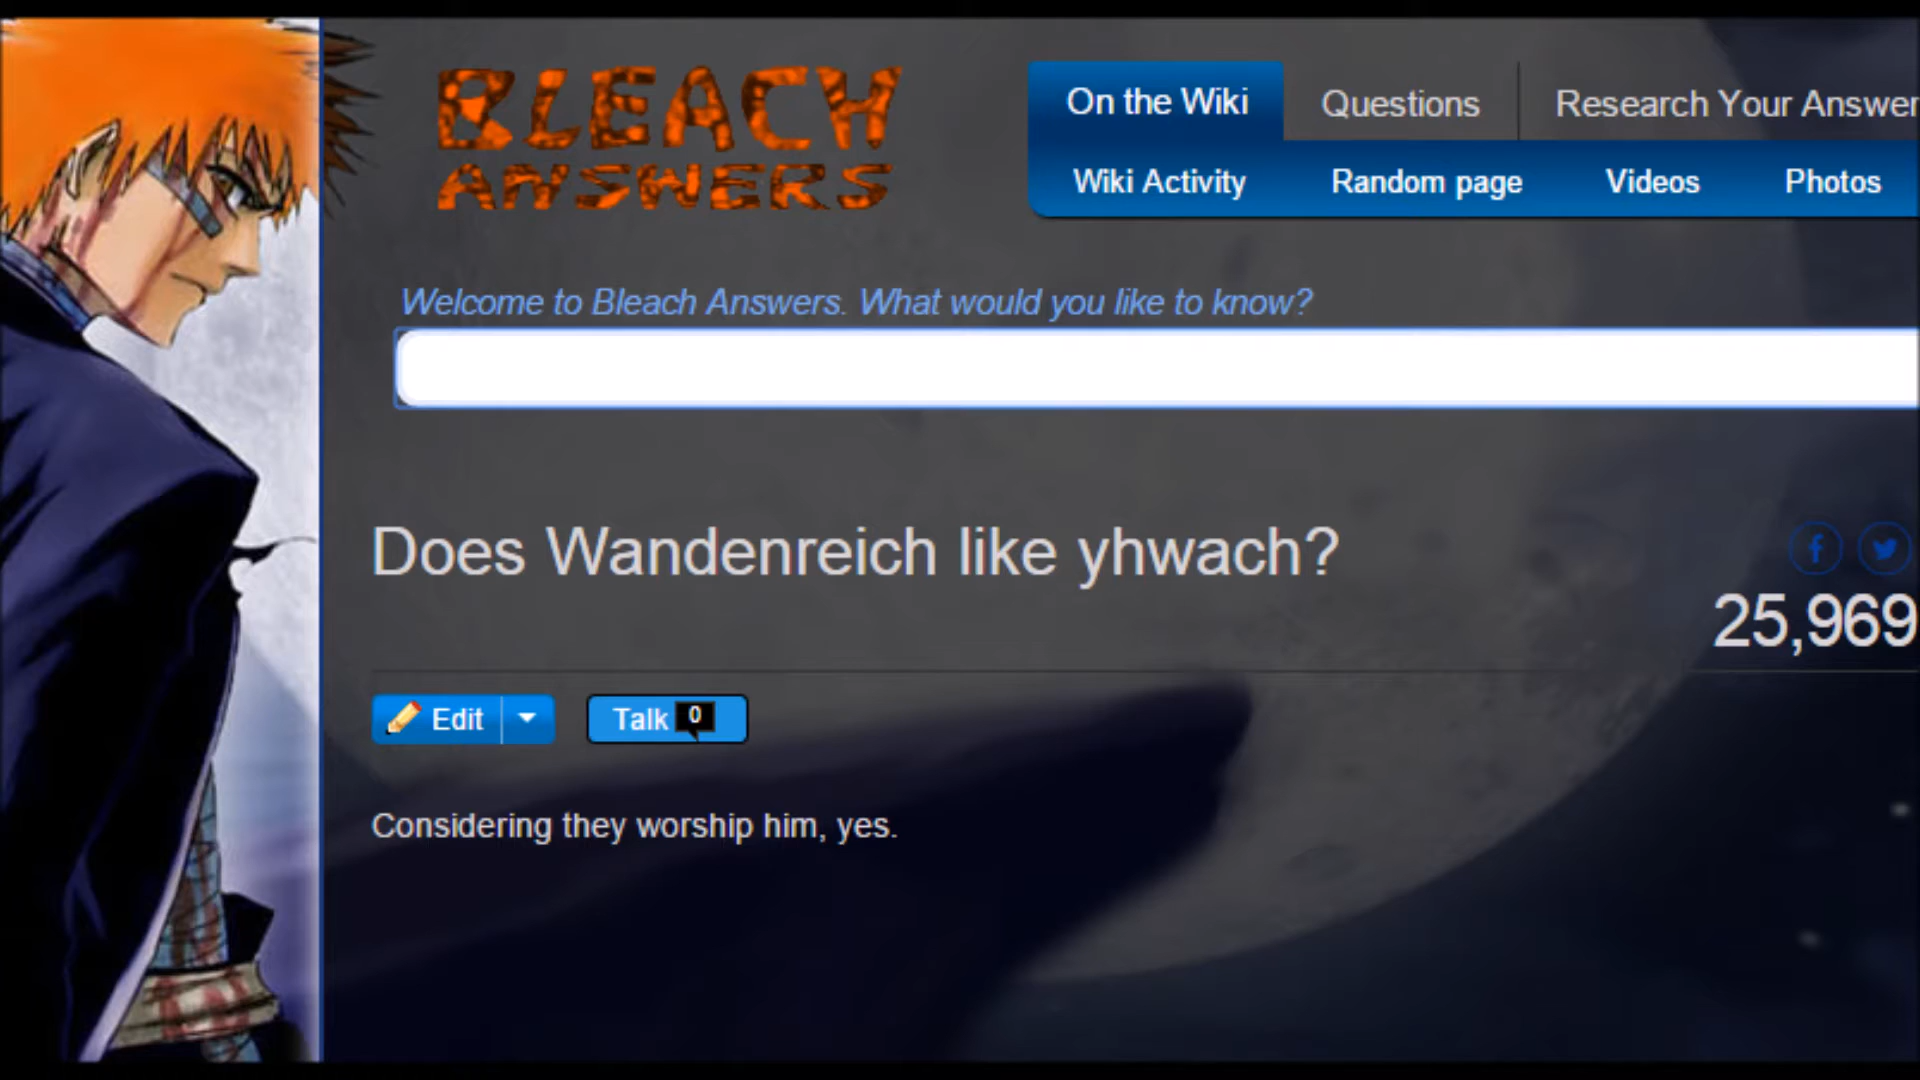 BLEACH
ANSWERS
On the Wiki
Questions
Research Your Answer
Wiki Activity
Random page
Videos
Photos
Welcome to Bleach Answers. What would you like to know?
Does Wandenreich like yhwach?
25,969
Edit
Talk 0
Considering they worship him, yes.